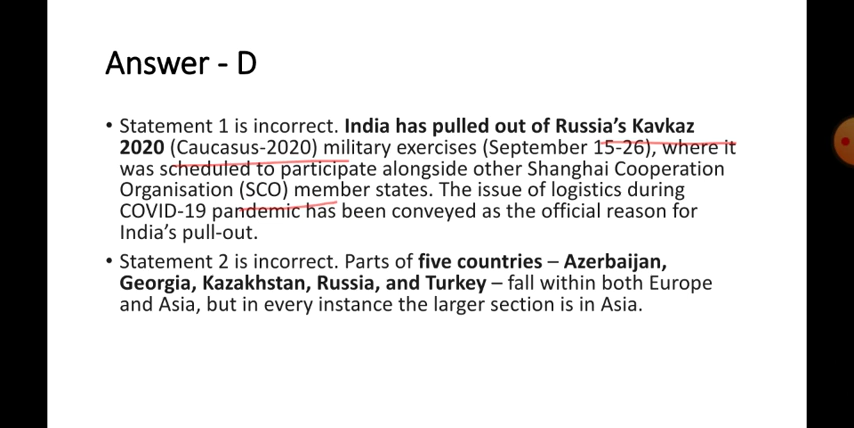 Answer - D
• Statement 1 is incorrect. India has pulled out of Russia’s Kavkaz
2020 (Caucasus-2020) military exercises (September 15-26), where it
was scheduled to participate alongside other Shanghai Cooperation
Organisation (SCO) member states. The issue of logistics during
COVID-19 pandemic has been conveyed as the official reason for
India’s pull-out.
• Statement 2 is incorrect. Parts of five countries – Azerbaijan,
Georgia, Kazakhstan, Russia, and Turkey – fall within both Europe
and Asia, but in every instance the larger section is in Asia.